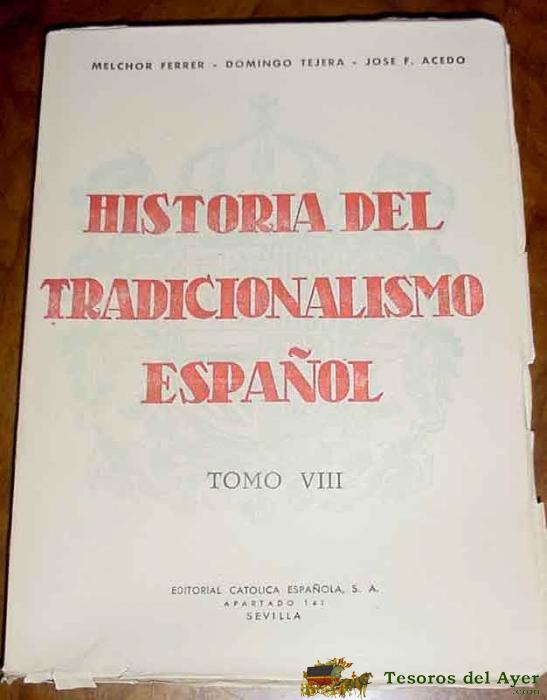 MELCHOR FERRER - DOMINGO TEJERA - JOSE F. ACEDO
HISTORIA DEL
TRADICIONALISMO
ESPAÑOL
TOMO VIII
EDITORIAL CATOLICA ESPAÑOLA, S. A.
APARTADO 141
SEVILLA
Tesoros del Ayer
.com